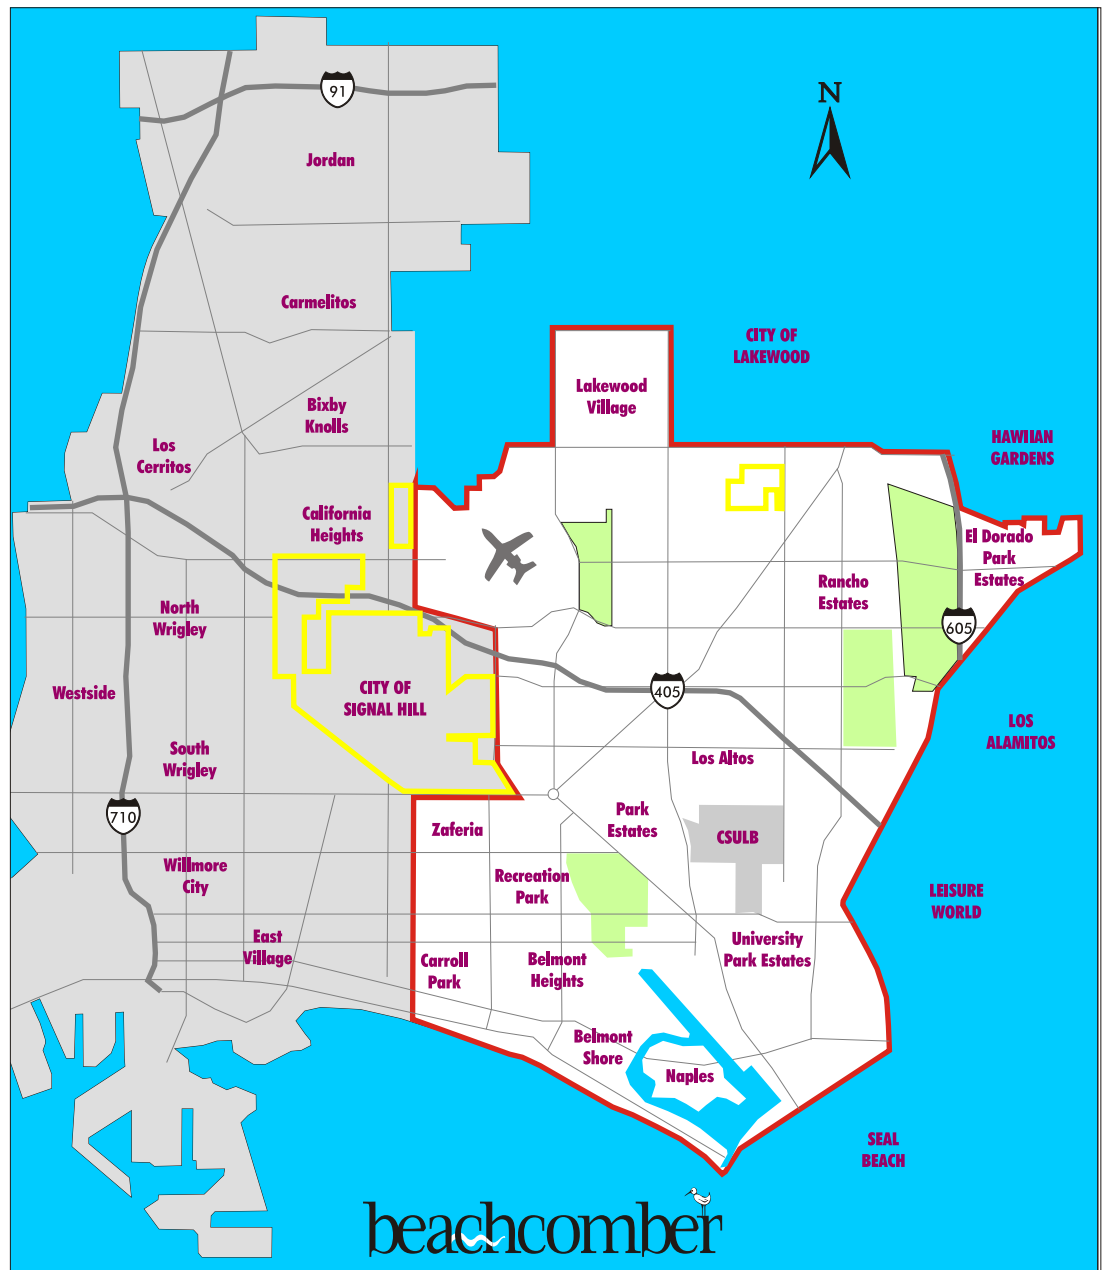 91
N
Jordan
Carmelitos
CITY OF
LAKEWOOD
Lakewood
Village
Bixby
Knolls
Los
Cerritos
HAWIIAN
GARDENS
California
Heights
El Dorado
Park
Estates
Rancho
Estates
North
Wrigley
605
Westside
CITY OF
SIGNAL HILL
405
LOS
ALAMITOS
South
Wrigley
Los Altos
710
Zaferia
Park
Estates
CSULB
Willmore
City
Recreation
Park
LEISURE
WORLD
East
Village
Carroll
Park
Belmont
Heights
University
Park Estates
Belmont
Shore
Naples
SEAL
BEACH
beachcomber